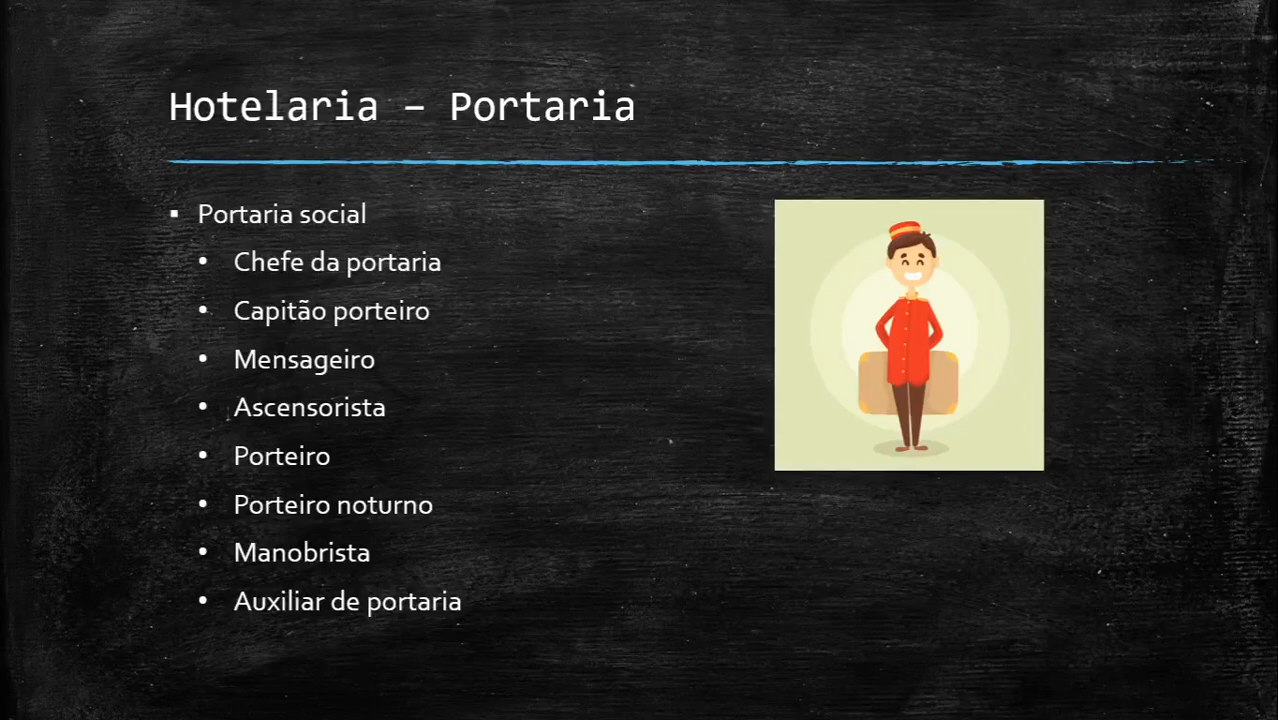 Hotelaria – Portaria
▪ Portaria social
• Chefe da portaria
• Capitão porteiro
• Mensageiro
• Ascensorista
• Porteiro
• Porteiro noturno
• Manobrista
• Auxiliar de portaria